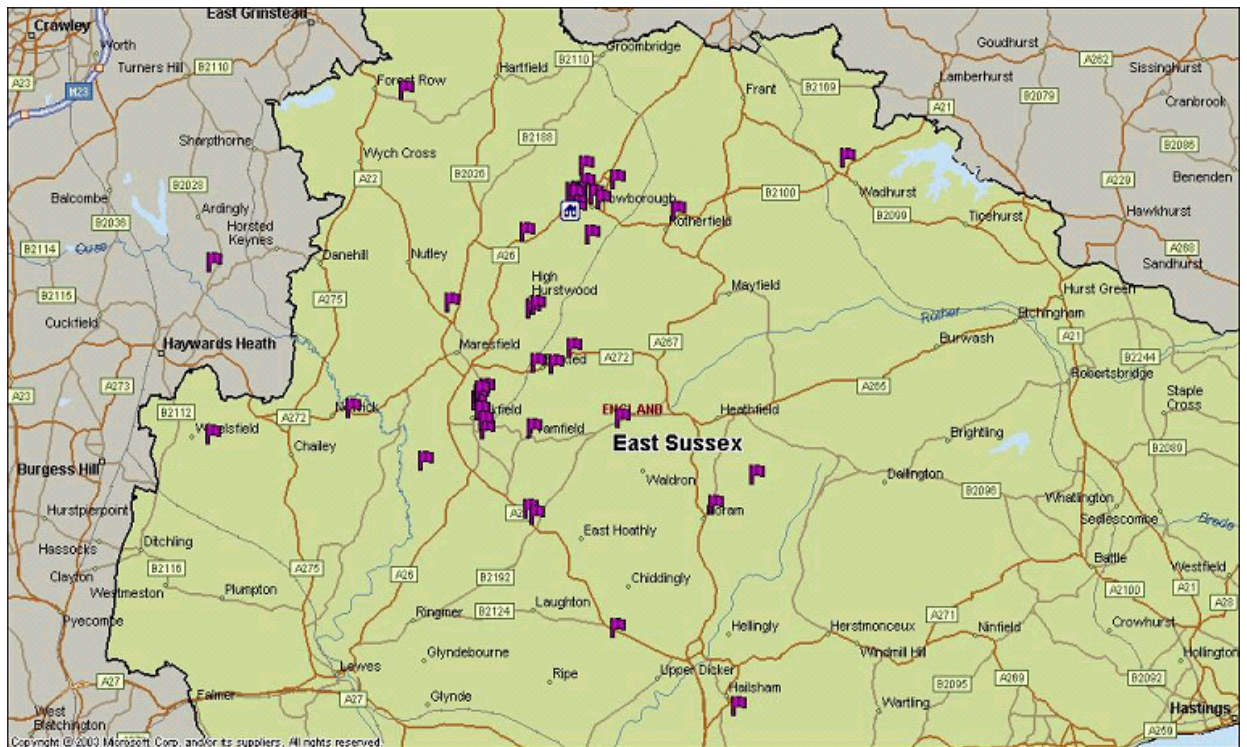 East Grinstead
Crawley
Worth
Turners Hill
B2110
Groombridge
B2110
Goudhurst
A262
Sissinghurst
A23
M23
Forest Row
Hartfield
B2169
Lamberhurst
B2079
Cranbrook
Frant
A21
Sharpthorne
B2188
B2086
Wych Cross
B2028
A22
B2026
Balcombe
Ardingly
B2100
Wadhurst
A229
Benenden
B2036
Horsted
Keynes
Rotherfield
B2099
Ticehurst
Hawkhurst
B2114
Ouse
Danehill
Nutley
A26
A268
Sandhurst
B2115
A275
High
Hurstwood
Mayfield
Hurst Green
Cuckfield
Rother
Etchingham
Haywards Heath
Maresfield
A267
Burwash
A21
A272
B2244
A273
A23
A265
Robertsbridge
Staple
Cross
B2112
A272
ENGLAND
Heathfield
Chailey
East Sussex
Brightling
B2089
Burgess Hill
Waldron
Dallington
B2096
Whatlington
Hurstpierpoint
Sedlescombe
Brede
Hassocks
Ditchling
East Hoathly
Battle
Clayton
B2116
A275
A26
B2192
Chiddingly
Westfield
Westmeston
Plumpton
A2100
A21
Ringmer
B2124
Laughton
A271
A28
Pyecombe
Hellingly
Herstmonceux
Ninfield
Crowhurst
Glyndebourne
Windmill Hill
Hollington
Lewes
Ripe
Upper Dicker
A27
Falmer
A27
Glynde
Hailsham
B2095
A269
B2092
West
Blatchington
Wartling
Hastings
A259
Copyright © 2003 Microsoft Corp. and/or its suppliers. All rights reserved.